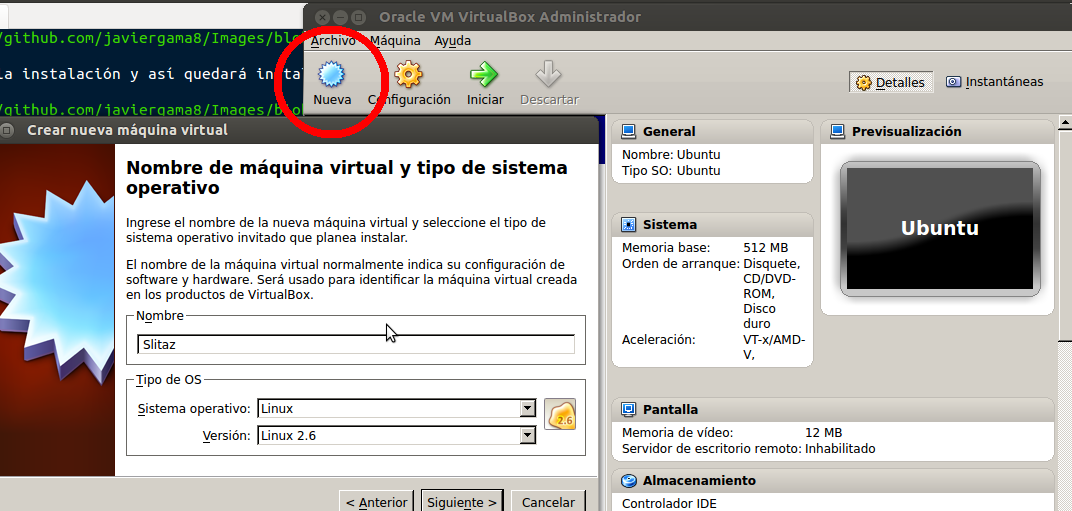 Oracle VM VirtualBox Administrador
/github.com/javiergama8/Images/blo
Archivo Máquina Ayuda
la instalación y así quedará insta
Nueva Configuración Iniciar Descartar
Detalles Instantáneas
/github.com/javiergama8/Images/blo
Crear nueva máquina virtual
Nombre de máquina virtual y tipo de sistema
operativo
Ingrese el nombre de la nueva máquina virtual y seleccione el tipo de
sistema operativo invitado que planea instalar.
El nombre de la máquina virtual normalmente indica su configuración de
software y hardware. Será usado para identificar la máquina virtual creada
en los productos de VirtualBox.
Nombre
Slitaz
Tipo de OS
Sistema operativo: Linux
2.6
Versión: Linux 2.6
< Anterior Siguiente > Cancelar
General
Nombre: Ubuntu
Tipo SO: Ubuntu
Sistema
Memoria base: 512 MB
Orden de arranque: Disquete,
CD/DVD-
ROM,
Disco
duro
Aceleración: VT-x/AMD-
V,
Previsualización
Ubuntu
Pantalla
Memoria de vídeo: 12 MB
Servidor de escritorio remoto: Inhabilitado
Almacenamiento
Controlador IDE